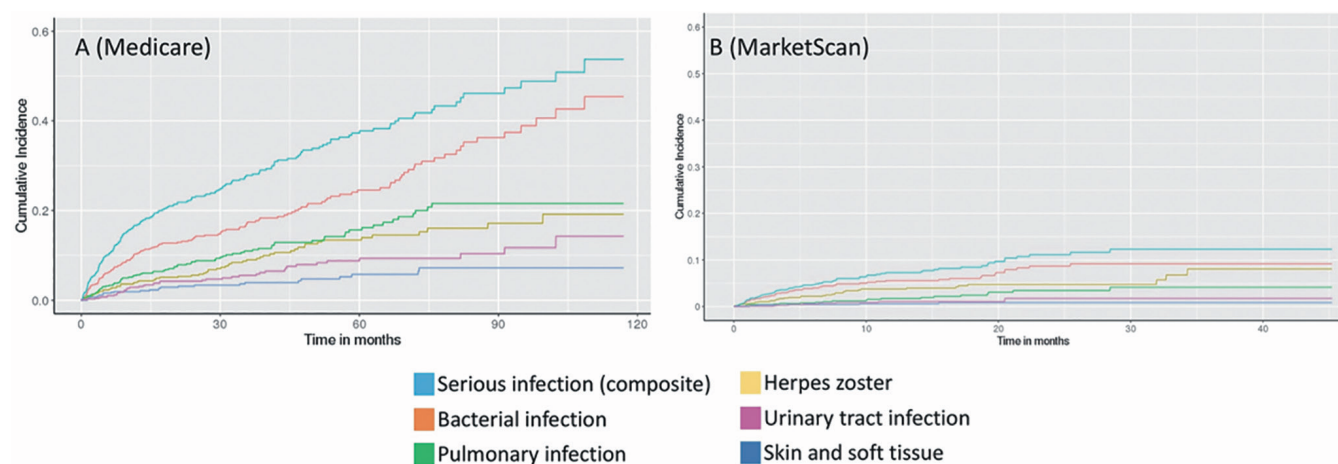 A (Medicare)
Cumulative Incidence
0.6
0.4
0.2
0.0
0
30
60
90
120
Time in months
B (MarketScan)
Cumulative Incidence
0.6
0.5
0.4
0.3
0.2
0.1
0
0
10
20
30
40
Time in months
Serious infection (composite)
Bacterial infection
Pulmonary infection
Herpes zoster
Urinary tract infection
Skin and soft tissue